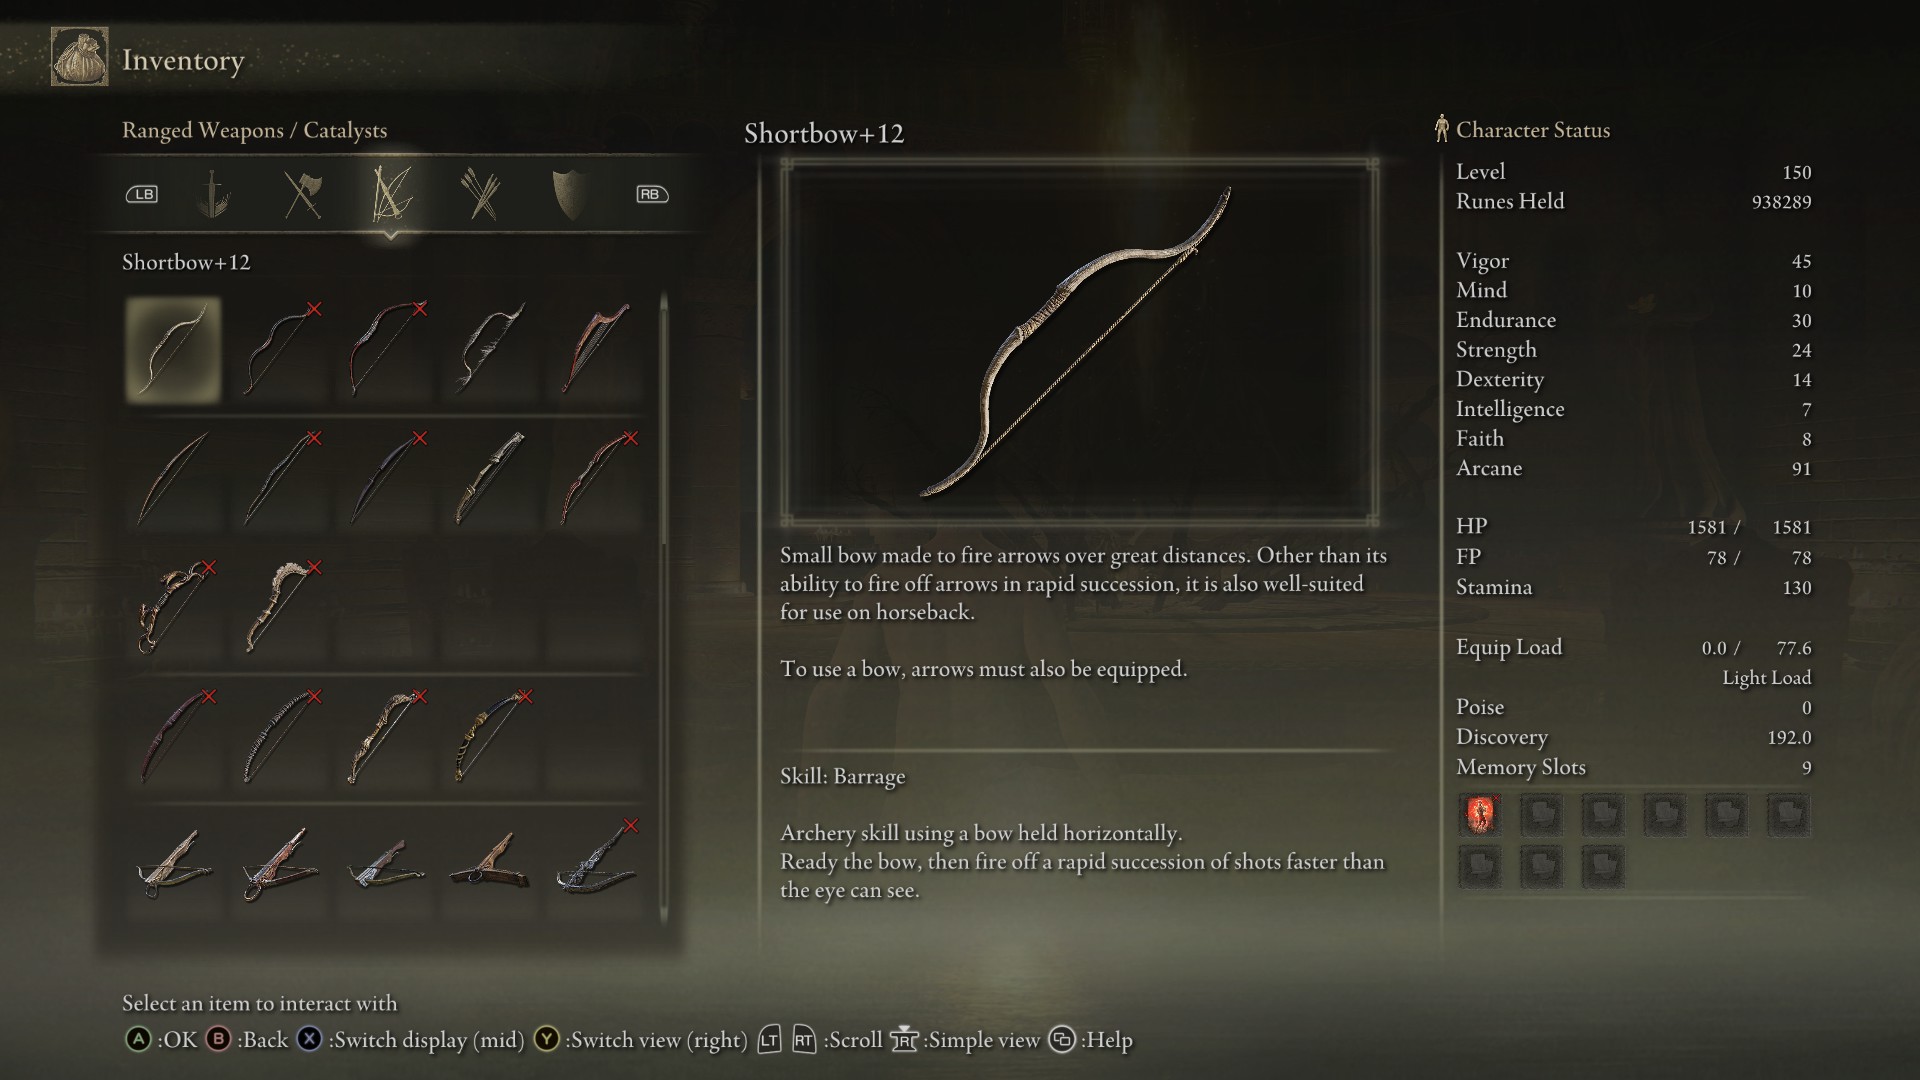 Inventory
Ranged Weapons / Catalysts
LB
RB
Shortbow+12
Shortbow+12
Small bow made to fire arrows over great distances. Other than its
ability to fire off arrows in rapid succession, it is also well-suited
for use on horseback.
To use a bow, arrows must also be equipped.
Skill: Barrage
Archery skill using a bow held horizontally.
Ready the bow, then fire off a rapid succession of shots faster than
the eye can see.
Character Status
Level 150
Runes Held 938289
Vigor 45
Mind 10
Endurance 30
Strength 24
Dexterity 14
Intelligence 7
Faith 8
Arcane 91
HP 1581 / 1581
FP 78 / 78
Stamina 130
Equip Load 0.0 / 77.6
Light Load
Poise 0
Discovery 192.0
Memory Slots 9
Select an item to interact with
A :OK B :Back X :Switch display (mid) Y :Switch view (right) LT RT :Scroll R :Simple view :Help